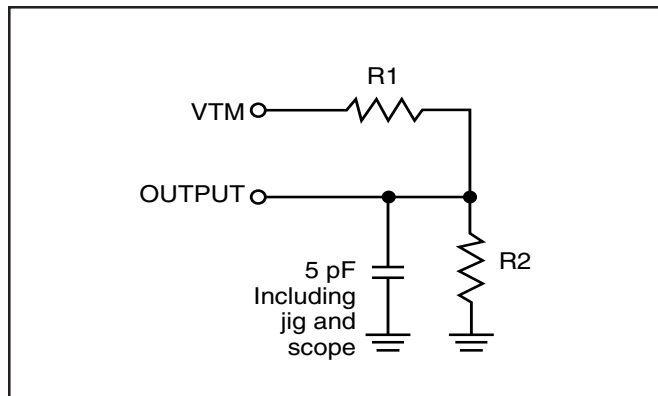 R1
VTM
OUTPUT
R2
5 pF
Including
jig and
scope